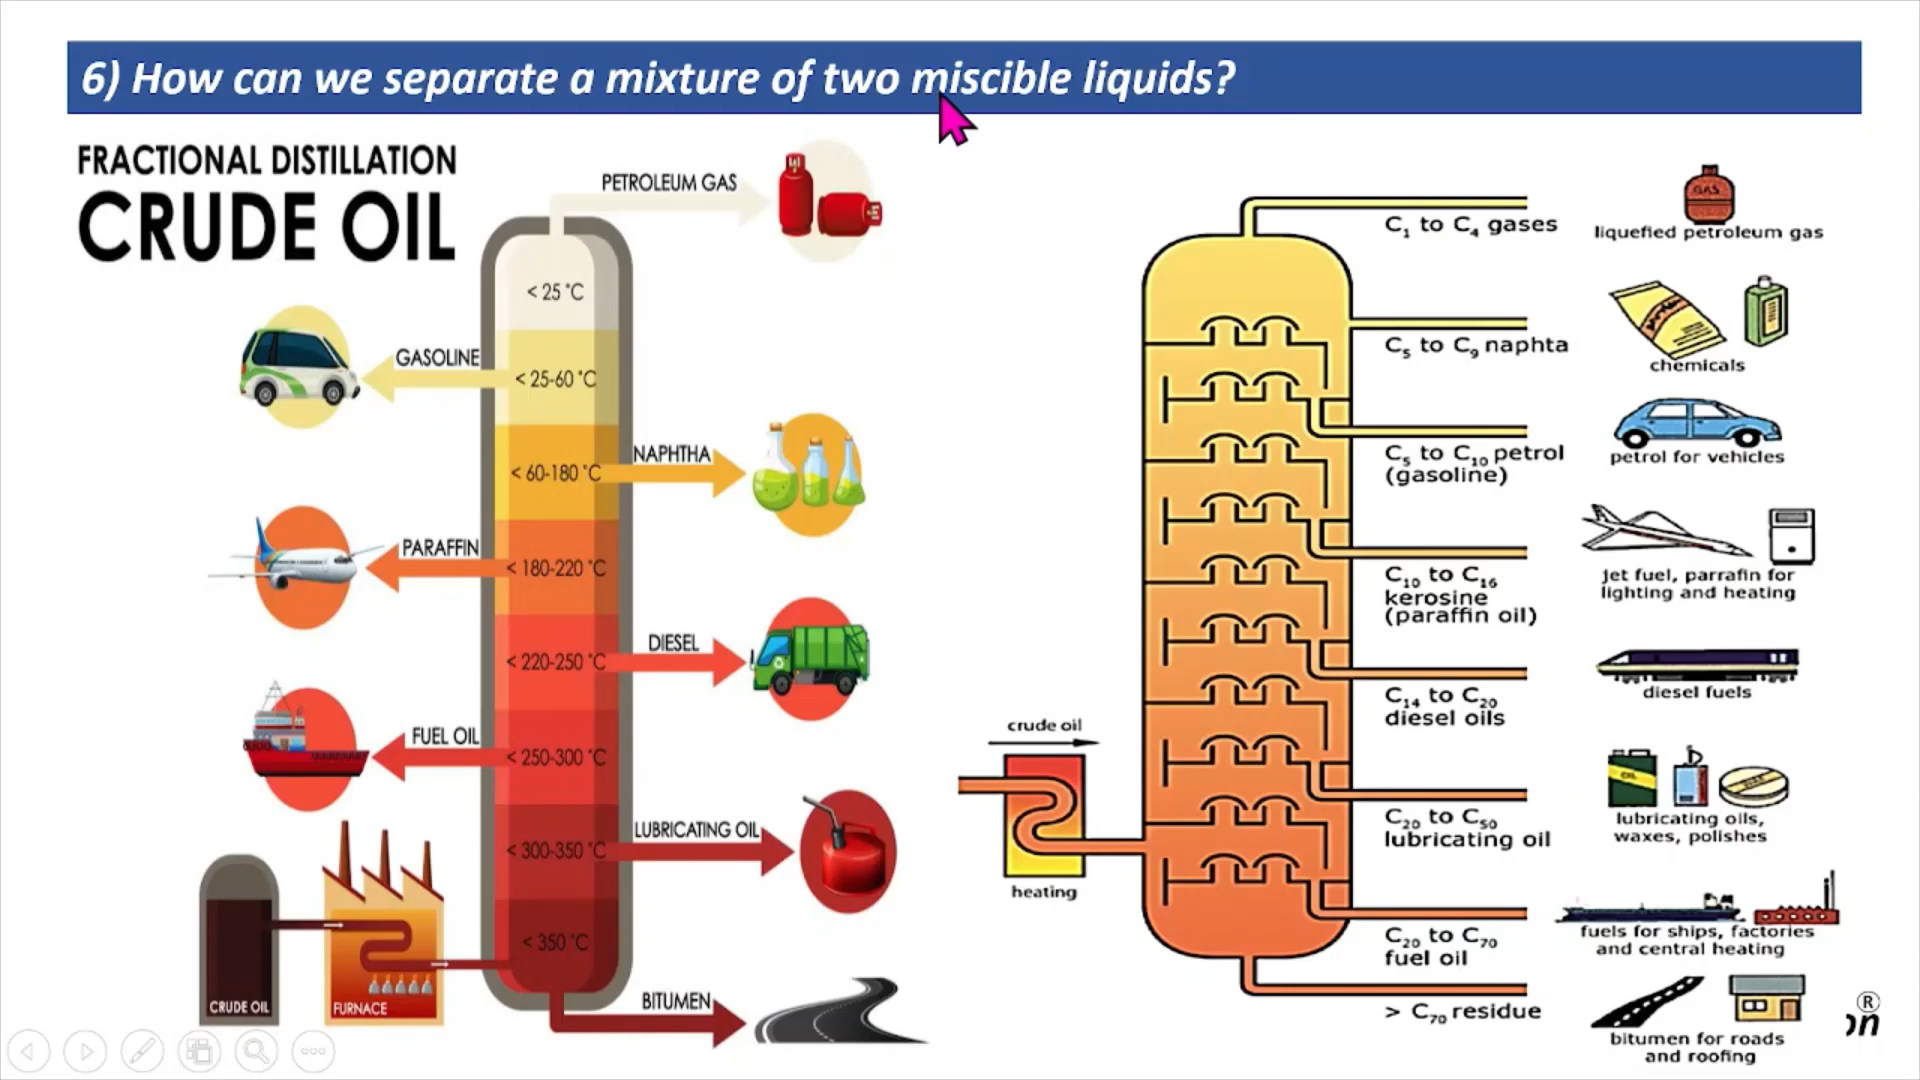 6) How can we separate a mixture of two miscible liquids?
FRACTIONAL DISTILLATION
CRUDE OIL
PETROLEUM GAS
< 25 °C
GASOLINE
< 25-60 °C
NAPHTHA
< 60-180 °C
PARAFFIN
< 180-220 °C
DIESEL
< 220-250 °C
FUEL OIL
< 250-300 °C
LUBRICATING OIL
< 300-350 °C
< 350 °C
CRUDE OIL
FURNACE
BITUMEN
crude oil
heating
C₁ to C₄ gases
GAS
liquefied petroleum gas
C₅ to C₉ naphta
chemicals
C₅ to C₁₀ petrol
(gasoline)
petrol for vehicles
C₁₀ to C₁₆
kerosine
(paraffin oil)
jet fuel, parrafin for
lighting and heating
C₁₄ to C₂₀
diesel oils
diesel fuels
C₂₀ to C₅₀
lubricating oil
OIL
lubricating oils,
waxes, polishes
C₂₀ to C₇₀
fuel oil
fuels for ships, factories
and central heating
> C₇₀ residue
bitumen for roads
and roofing
®
on